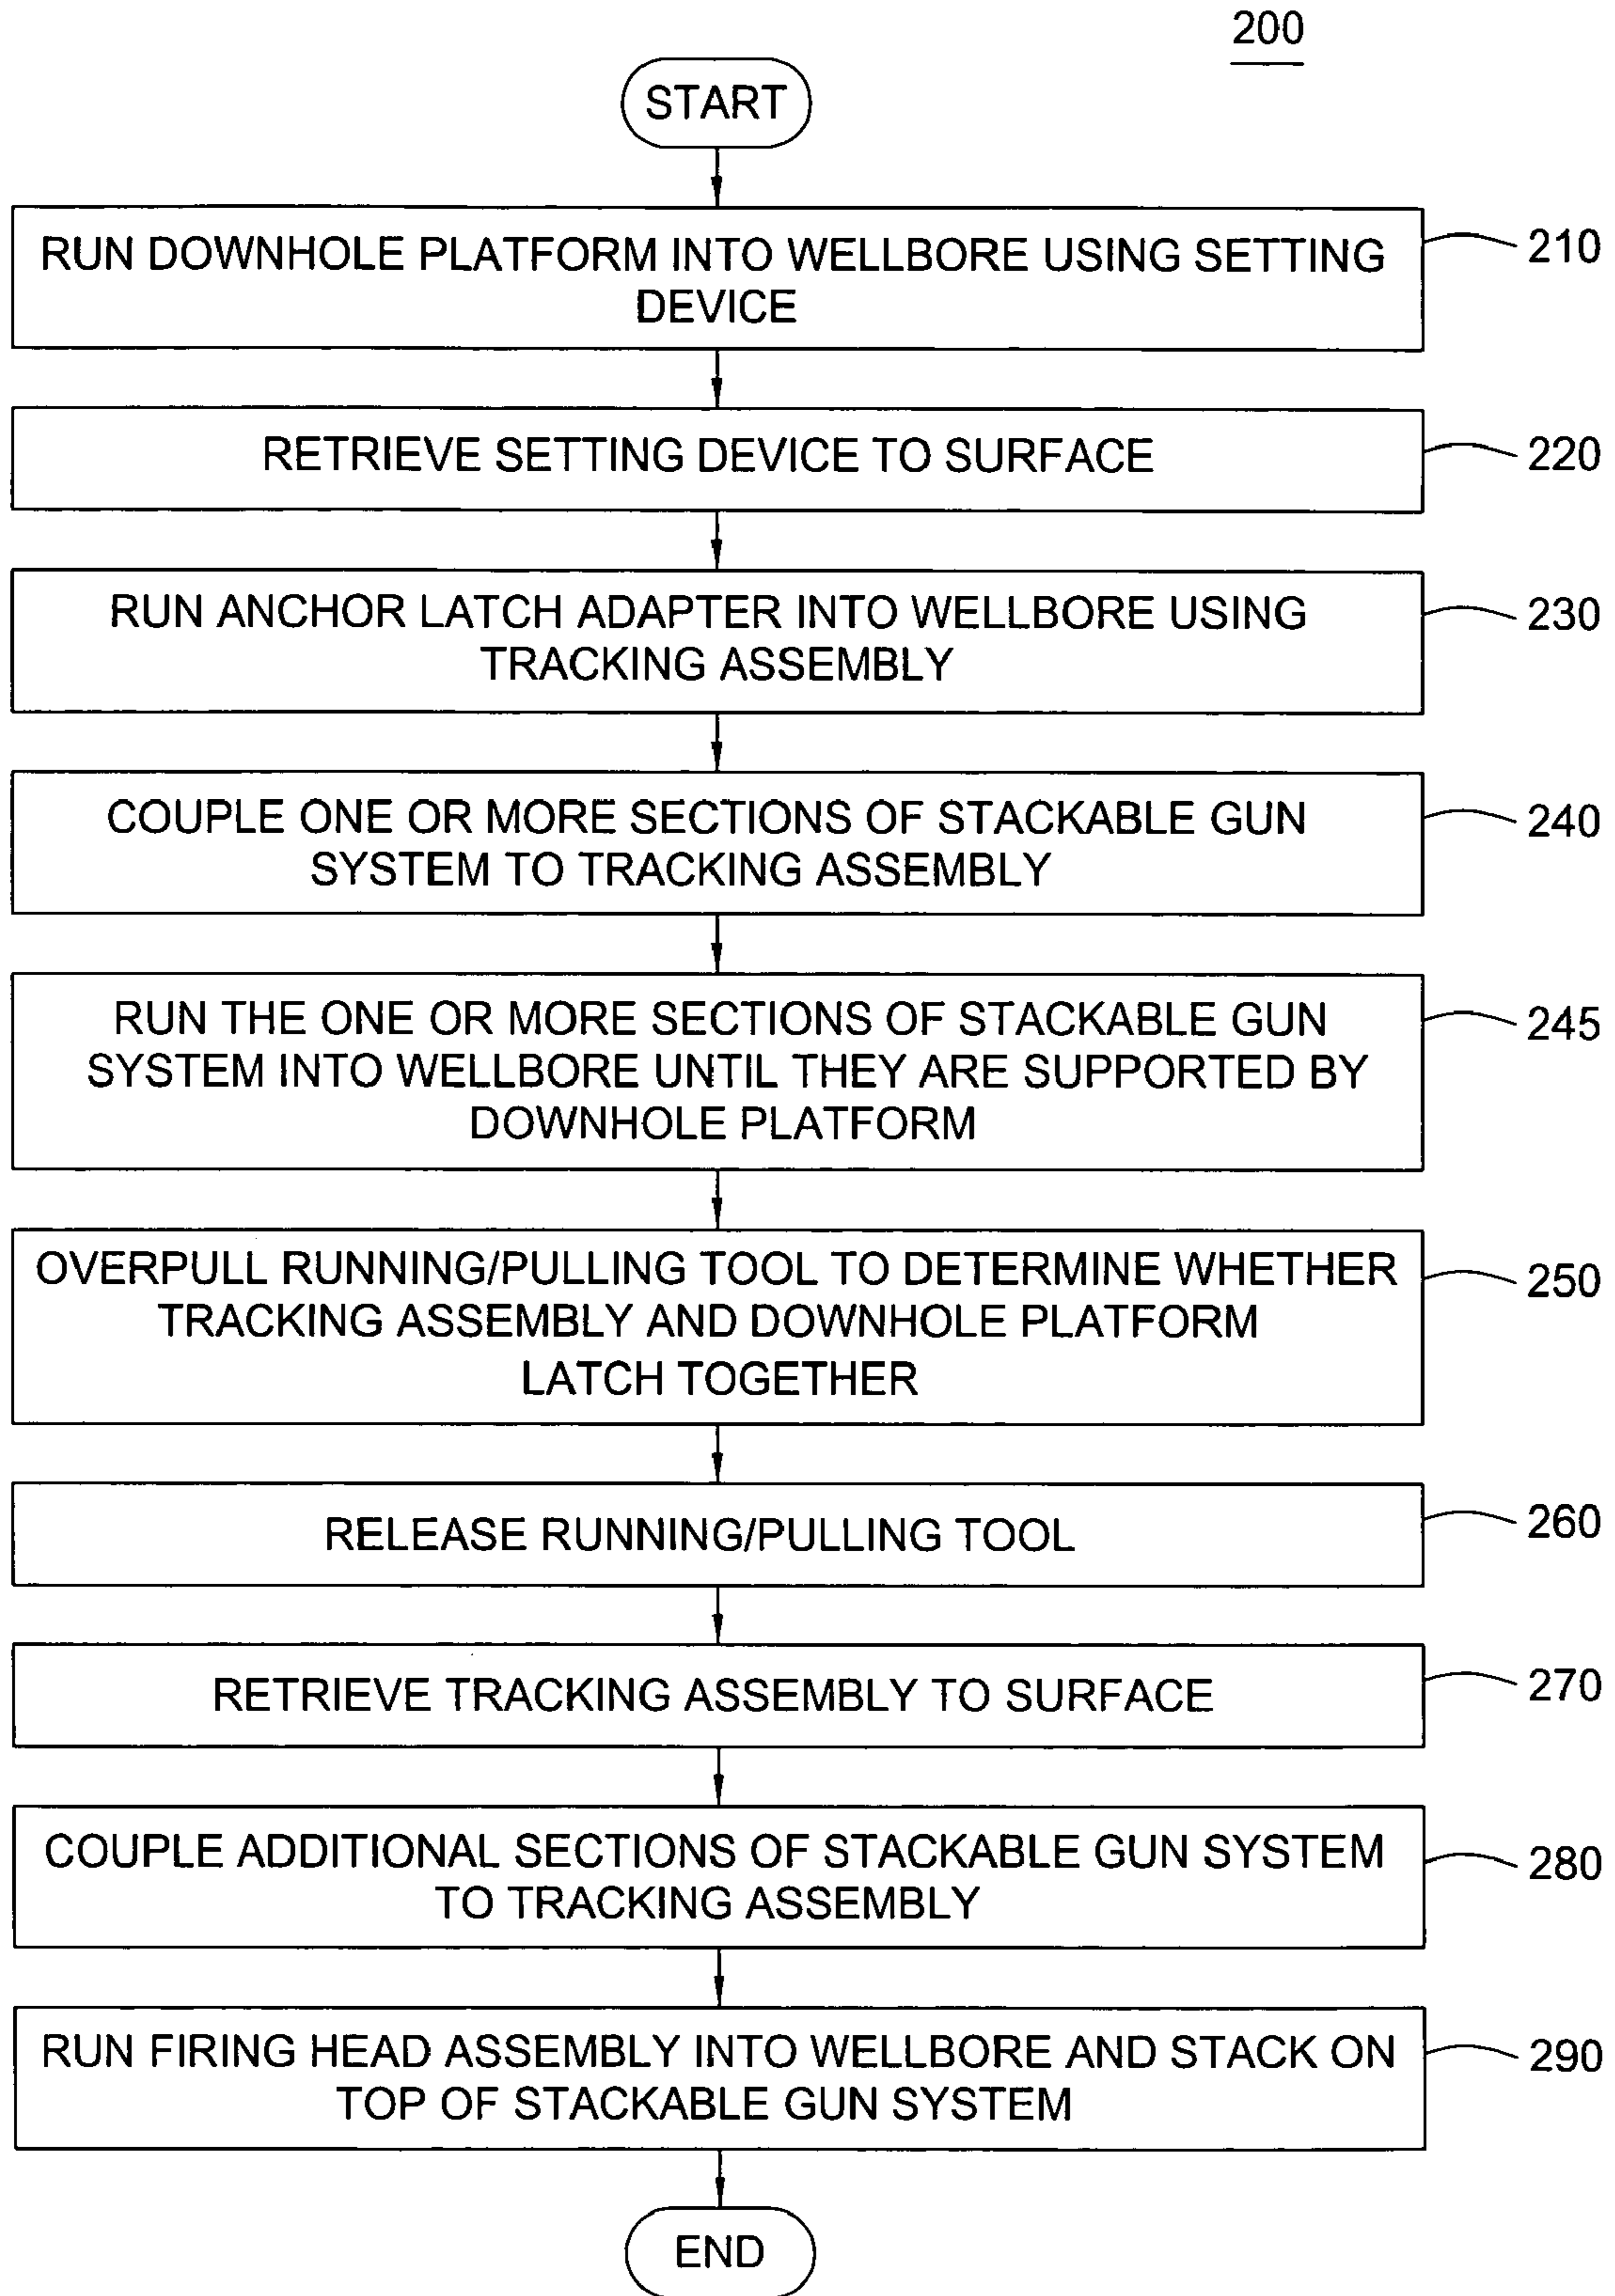 200
START
RUN DOWNHOLE PLATFORM INTO WELLBORE USING SETTING
DEVICE
210
RETRIEVE SETTING DEVICE TO SURFACE
220
RUN ANCHOR LATCH ADAPTER INTO WELLBORE USING
TRACKING ASSEMBLY
230
COUPLE ONE OR MORE SECTIONS OF STACKABLE GUN
SYSTEM TO TRACKING ASSEMBLY
240
RUN THE ONE OR MORE SECTIONS OF STACKABLE GUN
SYSTEM INTO WELLBORE UNTIL THEY ARE SUPPORTED BY
DOWNHOLE PLATFORM
245
OVERPULL RUNNING/PULLING TOOL TO DETERMINE WHETHER
TRACKING ASSEMBLY AND DOWNHOLE PLATFORM
LATCH TOGETHER
250
RELEASE RUNNING/PULLING TOOL
260
RETRIEVE TRACKING ASSEMBLY TO SURFACE
270
COUPLE ADDITIONAL SECTIONS OF STACKABLE GUN SYSTEM
TO TRACKING ASSEMBLY
280
RUN FIRING HEAD ASSEMBLY INTO WELLBORE AND STACK ON
TOP OF STACKABLE GUN SYSTEM
290
END